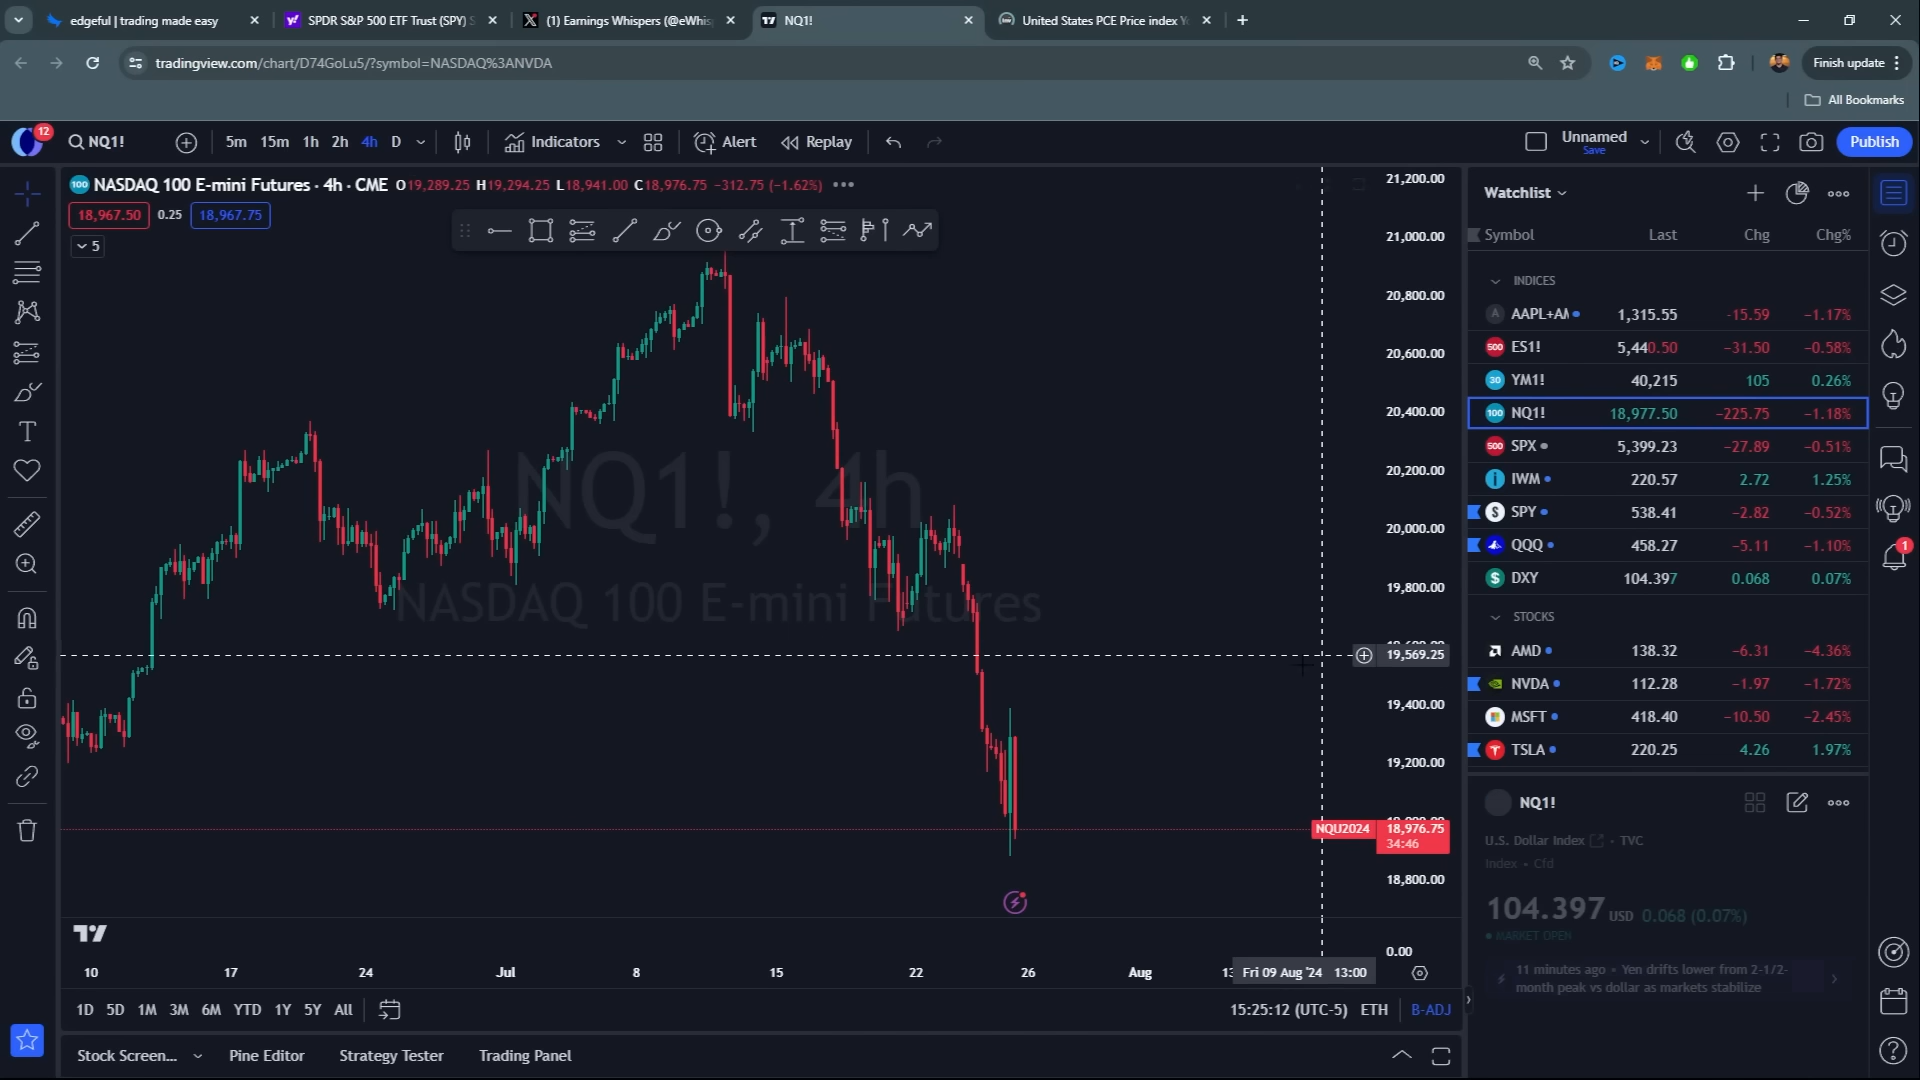 edgeful | trading made easy
SPDR S&P 500 ETF Trust (SPY) S
(1) Earnings Whispers (@eWhis
NQ1!
United States PCE Price index Y
tradingview.com/chart/D74GoLu5/?symbol=NASDAQ%3ANVDA
Finish update
All Bookmarks
12
NQ1!
5m 15m 1h 2h 4h D
Indicators
Alert
Replay
Unnamed
Save
Publish
NASDAQ 100 E-mini Futures · 4h · CME O19,289.25 H19,294.25 L18,941.00 C18,976.75 −312.75 (−1.62%)
18,967.50 0.25 18,967.75
5
NQ1!, 4h
NASDAQ 100 E-mini Futures
21,200.00
21,000.00
20,800.00
20,600.00
20,400.00
20,200.00
20,000.00
19,800.00
19,569.25
19,400.00
19,200.00
NQU2024 18,976.75
34:46
18,800.00
0.00
10 17 24 Jul 8 15 22 26 Aug Fri 09 Aug '24 13:00
1D 5D 1M 3M 6M YTD 1Y 5Y All
15:25:12 (UTC-5) ETH B-ADJ
Stock Screen... Pine Editor Strategy Tester Trading Panel
Watchlist
Symbol Last Chg Chg%
INDICES
AAPL+AM 1,315.55 -15.59 −1.17%
500 ES1! 5,440.50 −31.50 −0.58%
30 YM1! 40,215 105 0.26%
100 NQ1! 18,977.50 −225.75 −1.18%
500 SPX 5,399.23 −27.89 −0.51%
IWM 220.57 2.72 1.25%
SPY 538.41 −2.82 −0.52%
QQQ 458.27 −5.11 −1.10%
DXY 104.397 0.068 0.07%
STOCKS
AMD 138.32 −6.31 −4.36%
NVDA 112.28 −1.97 −1.72%
MSFT 418.40 −10.50 −2.45%
TSLA 220.25 4.26 1.97%
NQ1!
U.S. Dollar Index · TVC
Index • Cfd
104.397 USD 0.068 (0.07%)
MARKET OPEN
11 minutes ago • Yen drifts lower from 2-1/2-
month peak vs dollar as markets stabilize
1